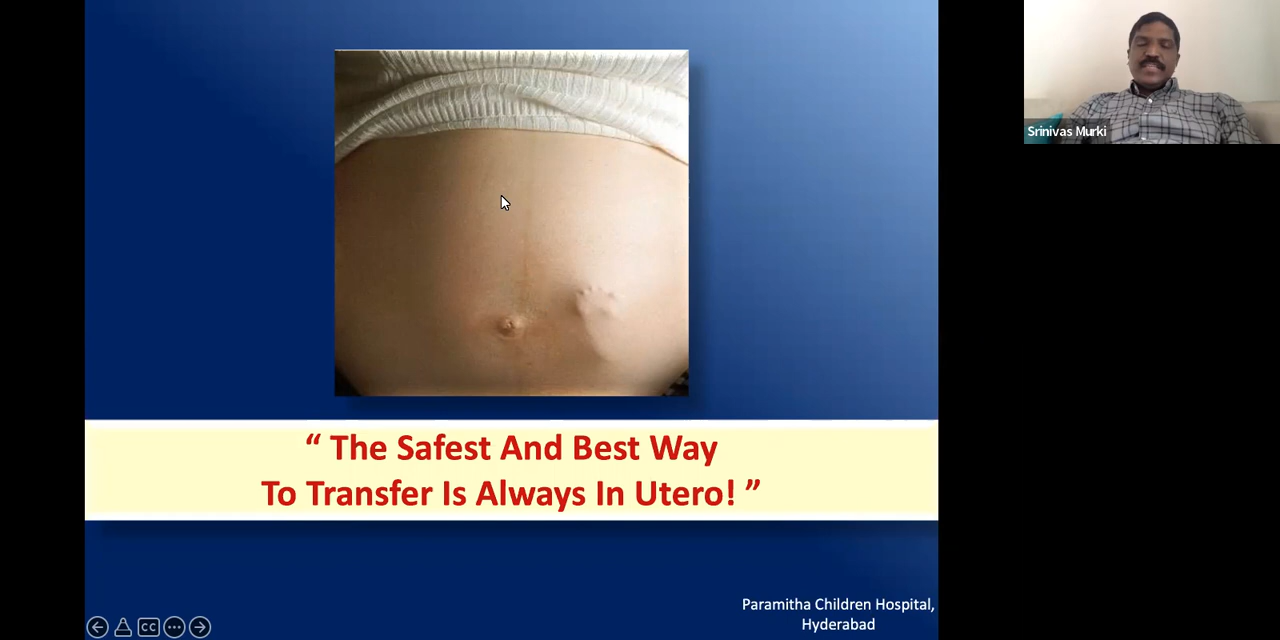 Srinivas Murki
“ The Safest And Best Way
To Transfer Is Always In Utero! ”
Paramitha Children Hospital,
Hyderabad
CC